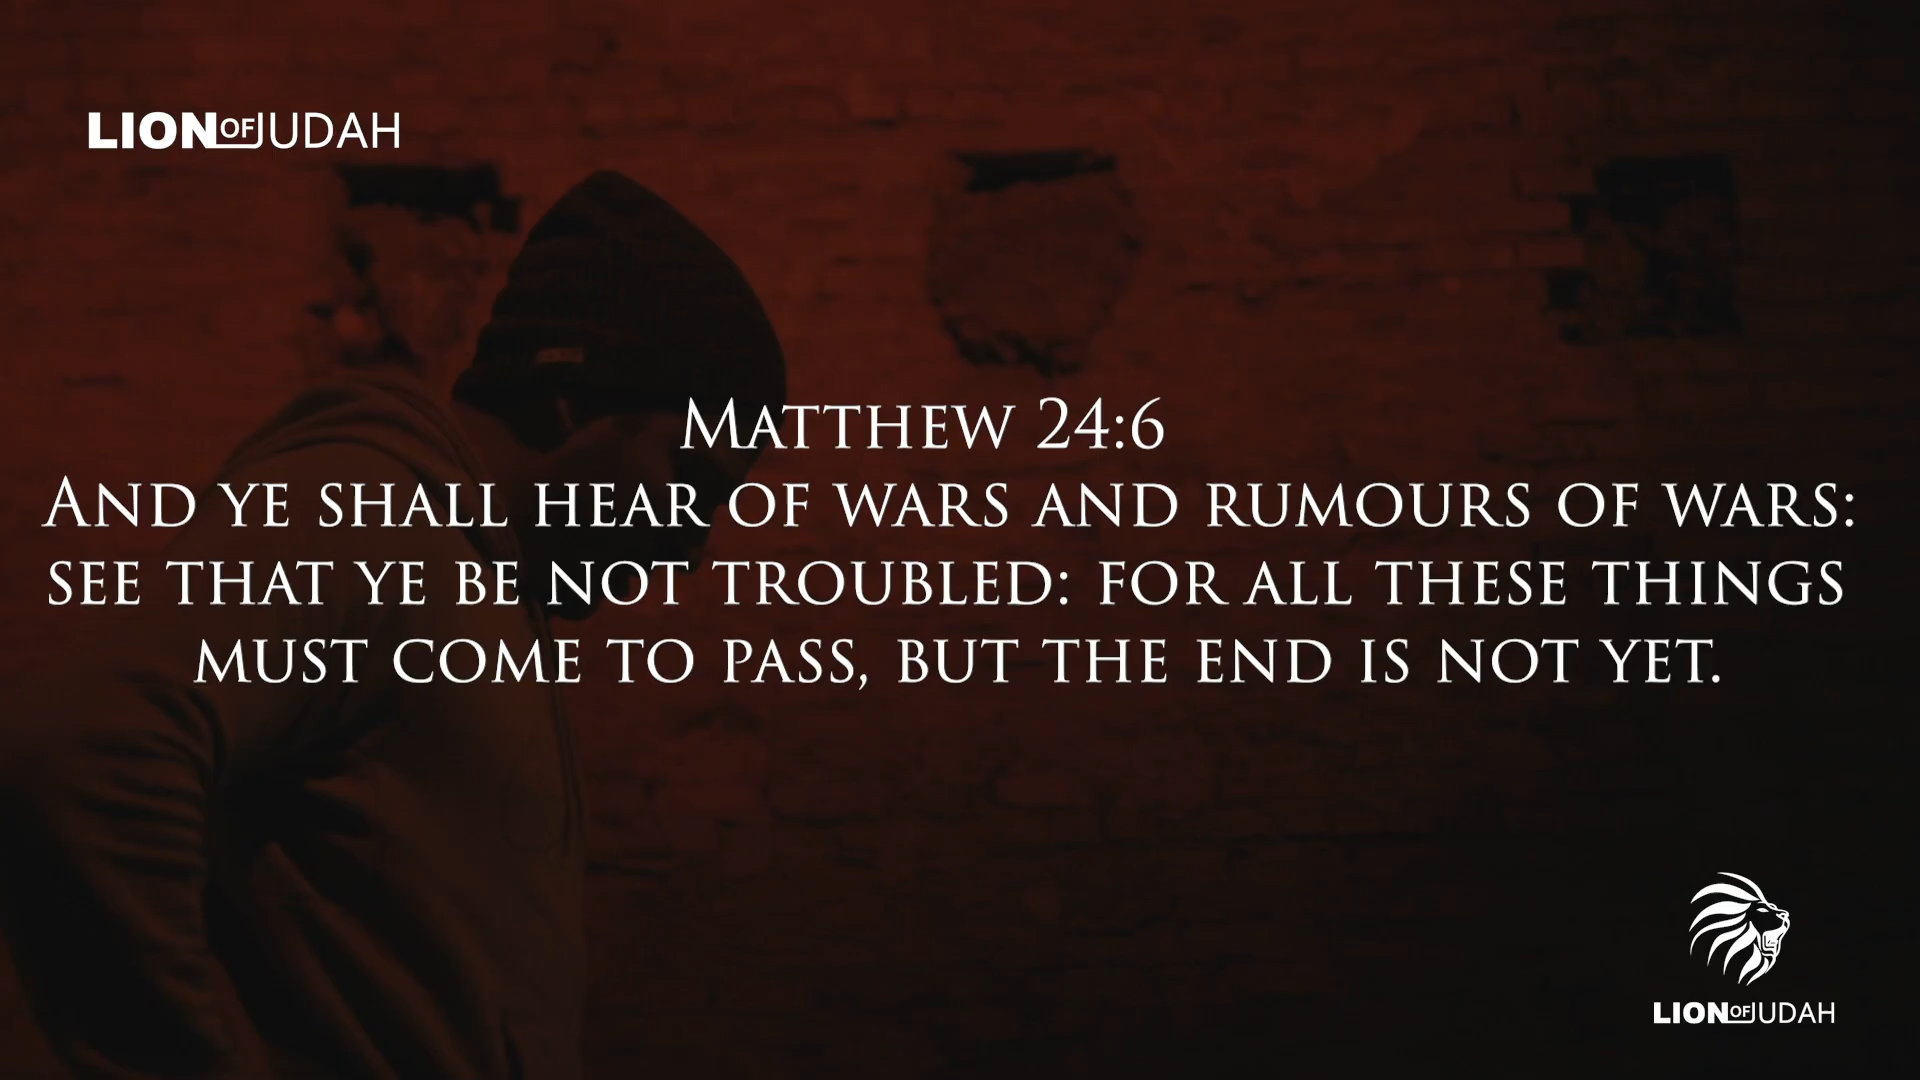 LION OF JUDAH
MATTHEW 24:6
AND YE SHALL HEAR OF WARS AND RUMOURS OF WARS:
SEE THAT YE BE NOT TROUBLED: FOR ALL THESE THINGS
MUST COME TO PASS, BUT THE END IS NOT YET.
LION OF JUDAH